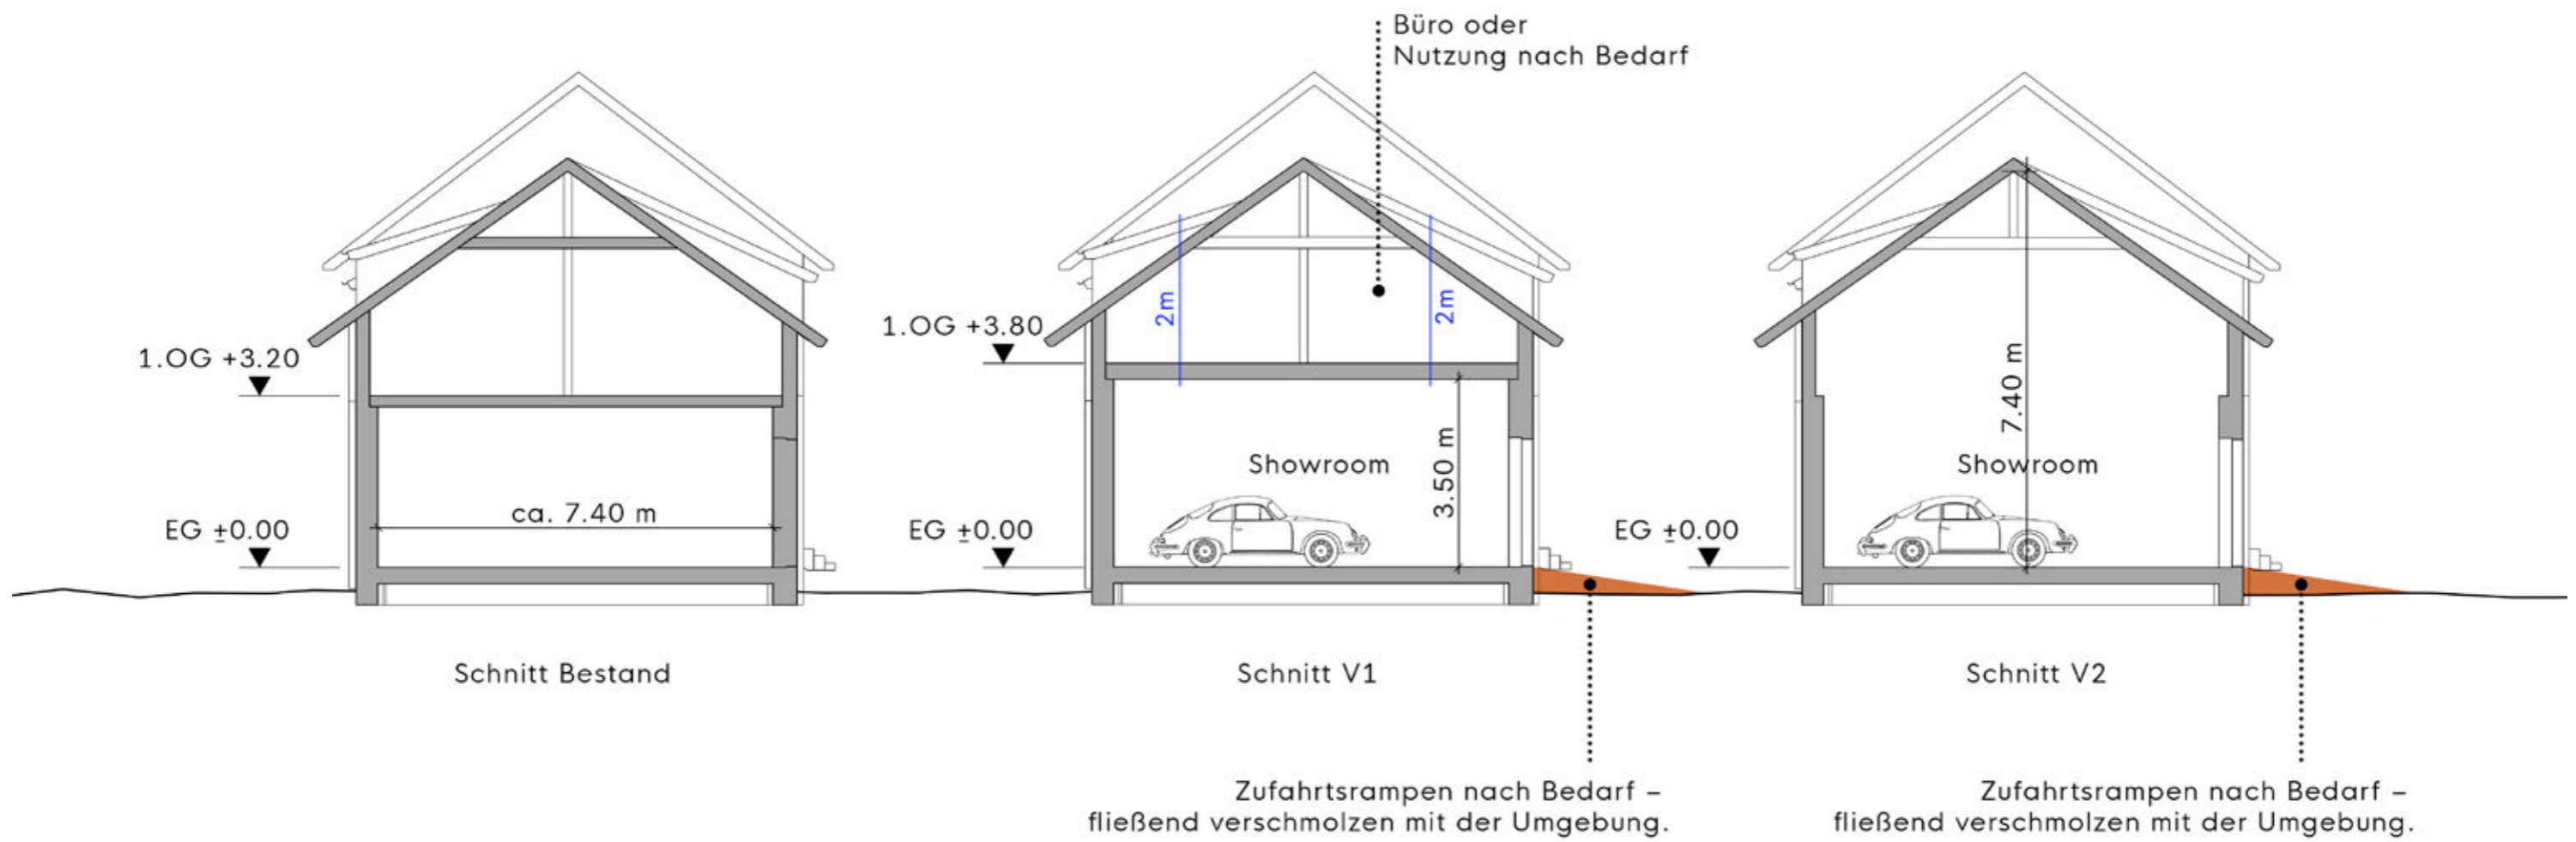 Büro oder
Nutzung nach Bedarf
1.OG +3.20
EG ±0.00
ca. 7.40 m
Schnitt Bestand
1.OG +3.80
2m
2m
EG ±0.00
Showroom
3.50 m
Schnitt V1
Zufahrtsrampen nach Bedarf –
fließend verschmolzen mit der Umgebung.
EG ±0.00
Showroom
7.40 m
Schnitt V2
Zufahrtsrampen nach Bedarf –
fließend verschmolzen mit der Umgebung.